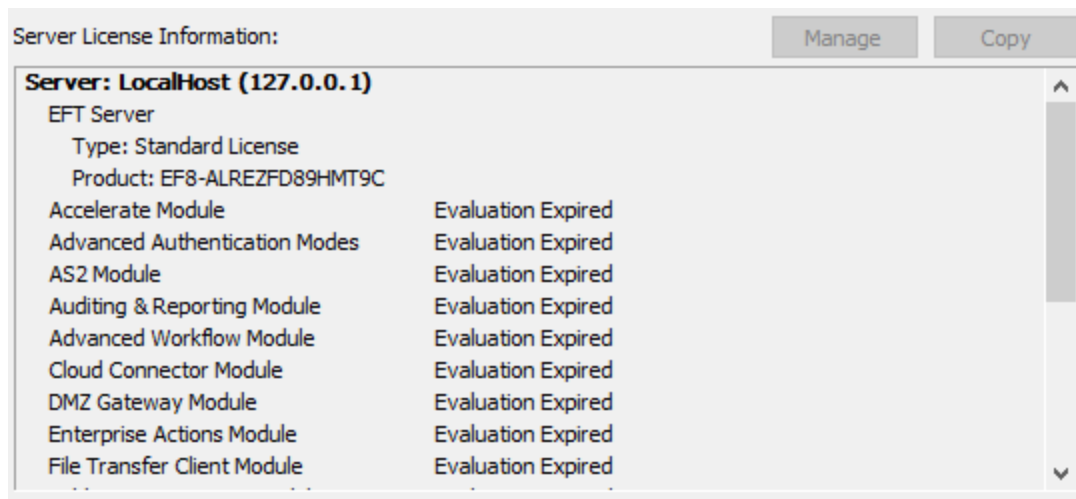 Server License Information:
Manage
Copy
Server: LocalHost (127.0.0.1)
EFT Server
Type: Standard License
Product: EF8-ALREZFD89HMT9C
Accelerate Module Evaluation Expired
Advanced Authentication Modes Evaluation Expired
AS2 Module Evaluation Expired
Auditing & Reporting Module Evaluation Expired
Advanced Workflow Module Evaluation Expired
Cloud Connector Module Evaluation Expired
DMZ Gateway Module Evaluation Expired
Enterprise Actions Module Evaluation Expired
File Transfer Client Module Evaluation Expired